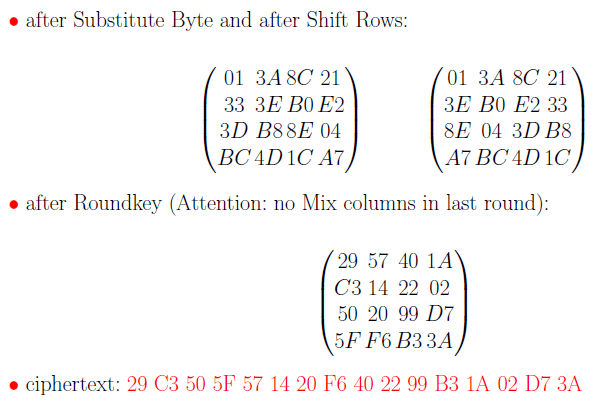 • after Substitute Byte and after Shift Rows:
01 3A 8C 21
33 3E B0 E2
3D B8 8E 04
BC 4D 1C A7
01 3A 8C 21
3E B0 E2 33
8E 04 3D B8
A7 BC 4D 1C
• after Roundkey (Attention: no Mix columns in last round):
29 57 40 1A
C3 14 22 02
50 20 99 D7
5F F6 B3 3A
• ciphertext: 29 C3 50 5F 57 14 20 F6 40 22 99 B3 1A 02 D7 3A